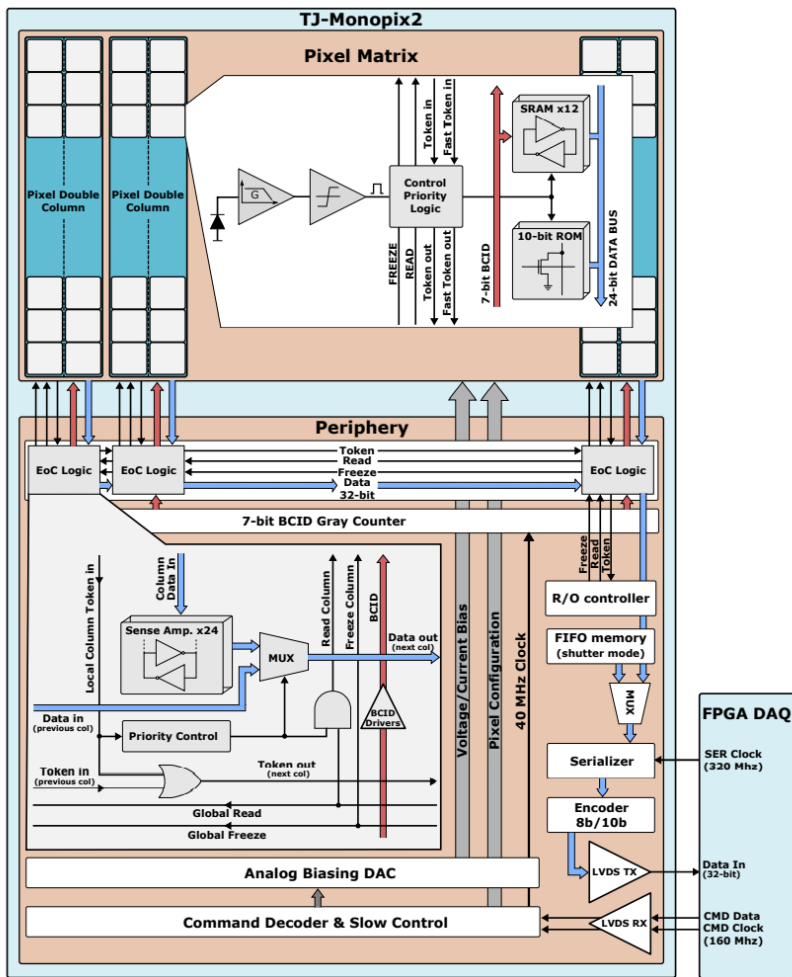 TJ-Monopix2
Pixel Matrix
Pixel Double
Column
Pixel Double
Column
G
Control
Priority
Logic
FREEZE
READ
Token in
Fast Token in
Token out
Fast Token out
7-bit BCID
SRAM x12
10-bit ROM
24-bit DATA BUS
Periphery
EoC Logic
EoC Logic
EoC Logic
Token
Read
Freeze
Data
32-bit
7-bit BCID Gray Counter
Freeze
Read
Token
R/O controller
FIFO memory
(shutter mode)
MUX
Serializer
Encoder
8b/10b
LVDS TX
LVDS RX
Local Column Token in
Column
Data In
Sense Amp. x24
MUX
Read Column
Freeze Column
BCID
Data out
(next col)
BCID
Drivers
Data in
(previous col)
Priority Control
Token in
(previous col)
Token out
(next col)
Global Read
Global Freeze
Voltage/Current Bias
Pixel Configuration
40 MHz Clock
Analog Biasing DAC
Command Decoder & Slow Control
FPGA DAQ
SER Clock
(320 Mhz)
Data In
(32-bit)
CMD Data
CMD Clock
(160 Mhz)